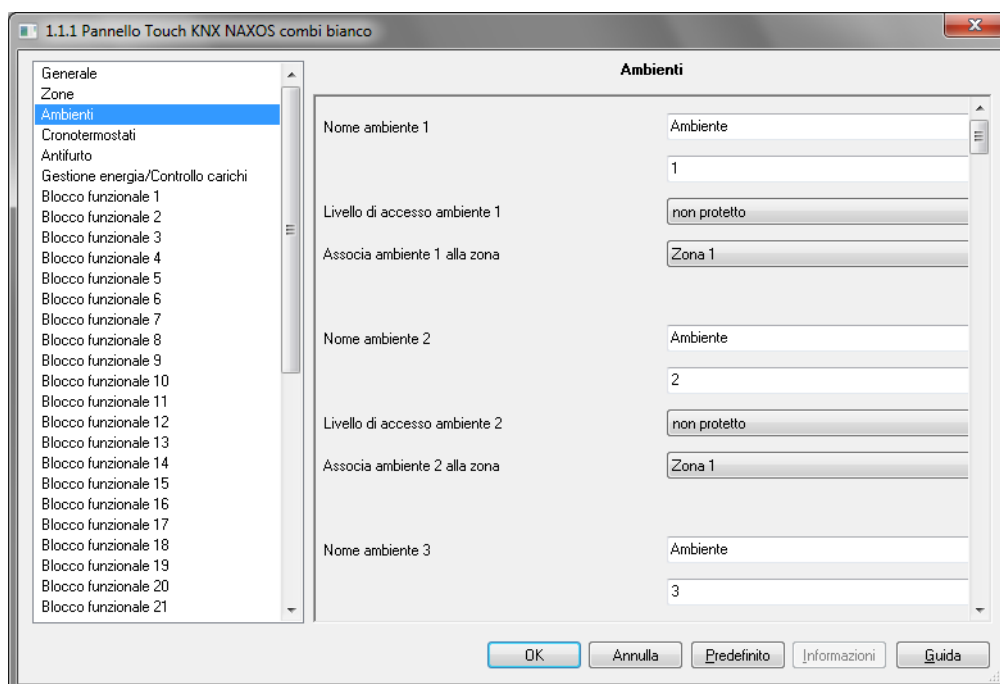 1.1.1 Pannello Touch KNX NAXOS combi bianco
Generale
Zone
Ambienti
Cronotermostati
Antifurto
Gestione energia/Controllo carichi
Blocco funzionale 1
Blocco funzionale 2
Blocco funzionale 3
Blocco funzionale 4
Blocco funzionale 5
Blocco funzionale 6
Blocco funzionale 7
Blocco funzionale 8
Blocco funzionale 9
Blocco funzionale 10
Blocco funzionale 11
Blocco funzionale 12
Blocco funzionale 13
Blocco funzionale 14
Blocco funzionale 15
Blocco funzionale 16
Blocco funzionale 17
Blocco funzionale 18
Blocco funzionale 19
Blocco funzionale 20
Blocco funzionale 21
Ambienti
Nome ambiente 1 Ambiente
1
Livello di accesso ambiente 1 non protetto
Associa ambiente 1 alla zona Zona 1
Nome ambiente 2 Ambiente
2
Livello di accesso ambiente 2 non protetto
Associa ambiente 2 alla zona Zona 1
Nome ambiente 3 Ambiente
3
OK Annulla Predefinito Informazioni Guida